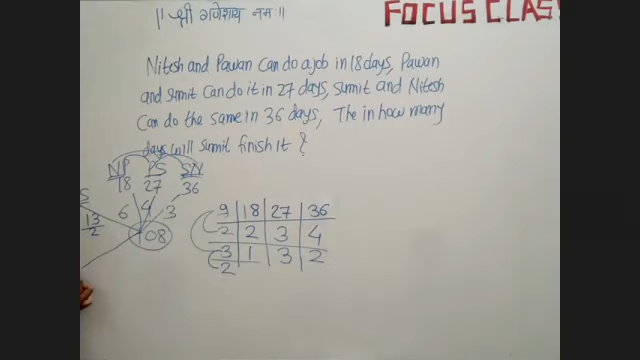 || श्री गणेशाय नमः ||
FOCUS CLAS
Nitesh and Pawan Can do a job in 18 days, Pawan
and Sumit Can do it in 27 days, Sumit and Nitesh
Can do the same in 36 days, The in how many
days will Sumit finish it ?
NP PS SN
18 27 36
6 4 3
S
13/2
108
9 18 27 36
2 2 3 4
3 1 3 2
2